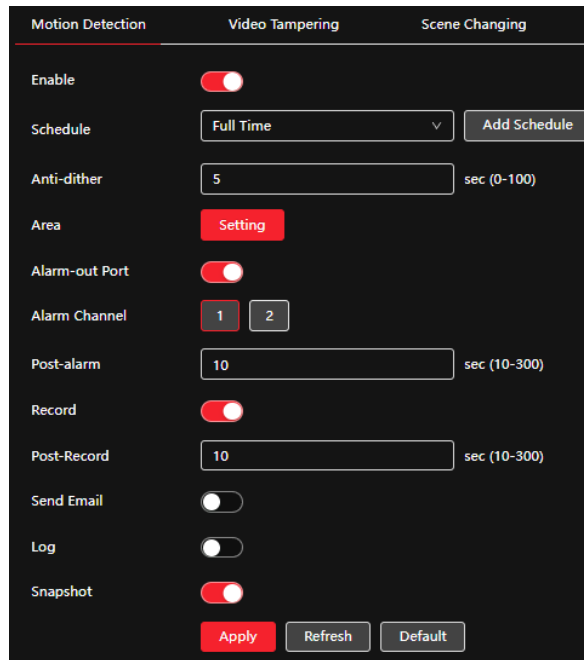 Motion Detection Video Tampering Scene Changing
Enable
Schedule Full Time Add Schedule
Anti-dither 5 sec (0-100)
Area Setting
Alarm-out Port
Alarm Channel 1 2
Post-alarm 10 sec (10-300)
Record
Post-Record 10 sec (10-300)
Send Email
Log
Snapshot
Apply Refresh Default